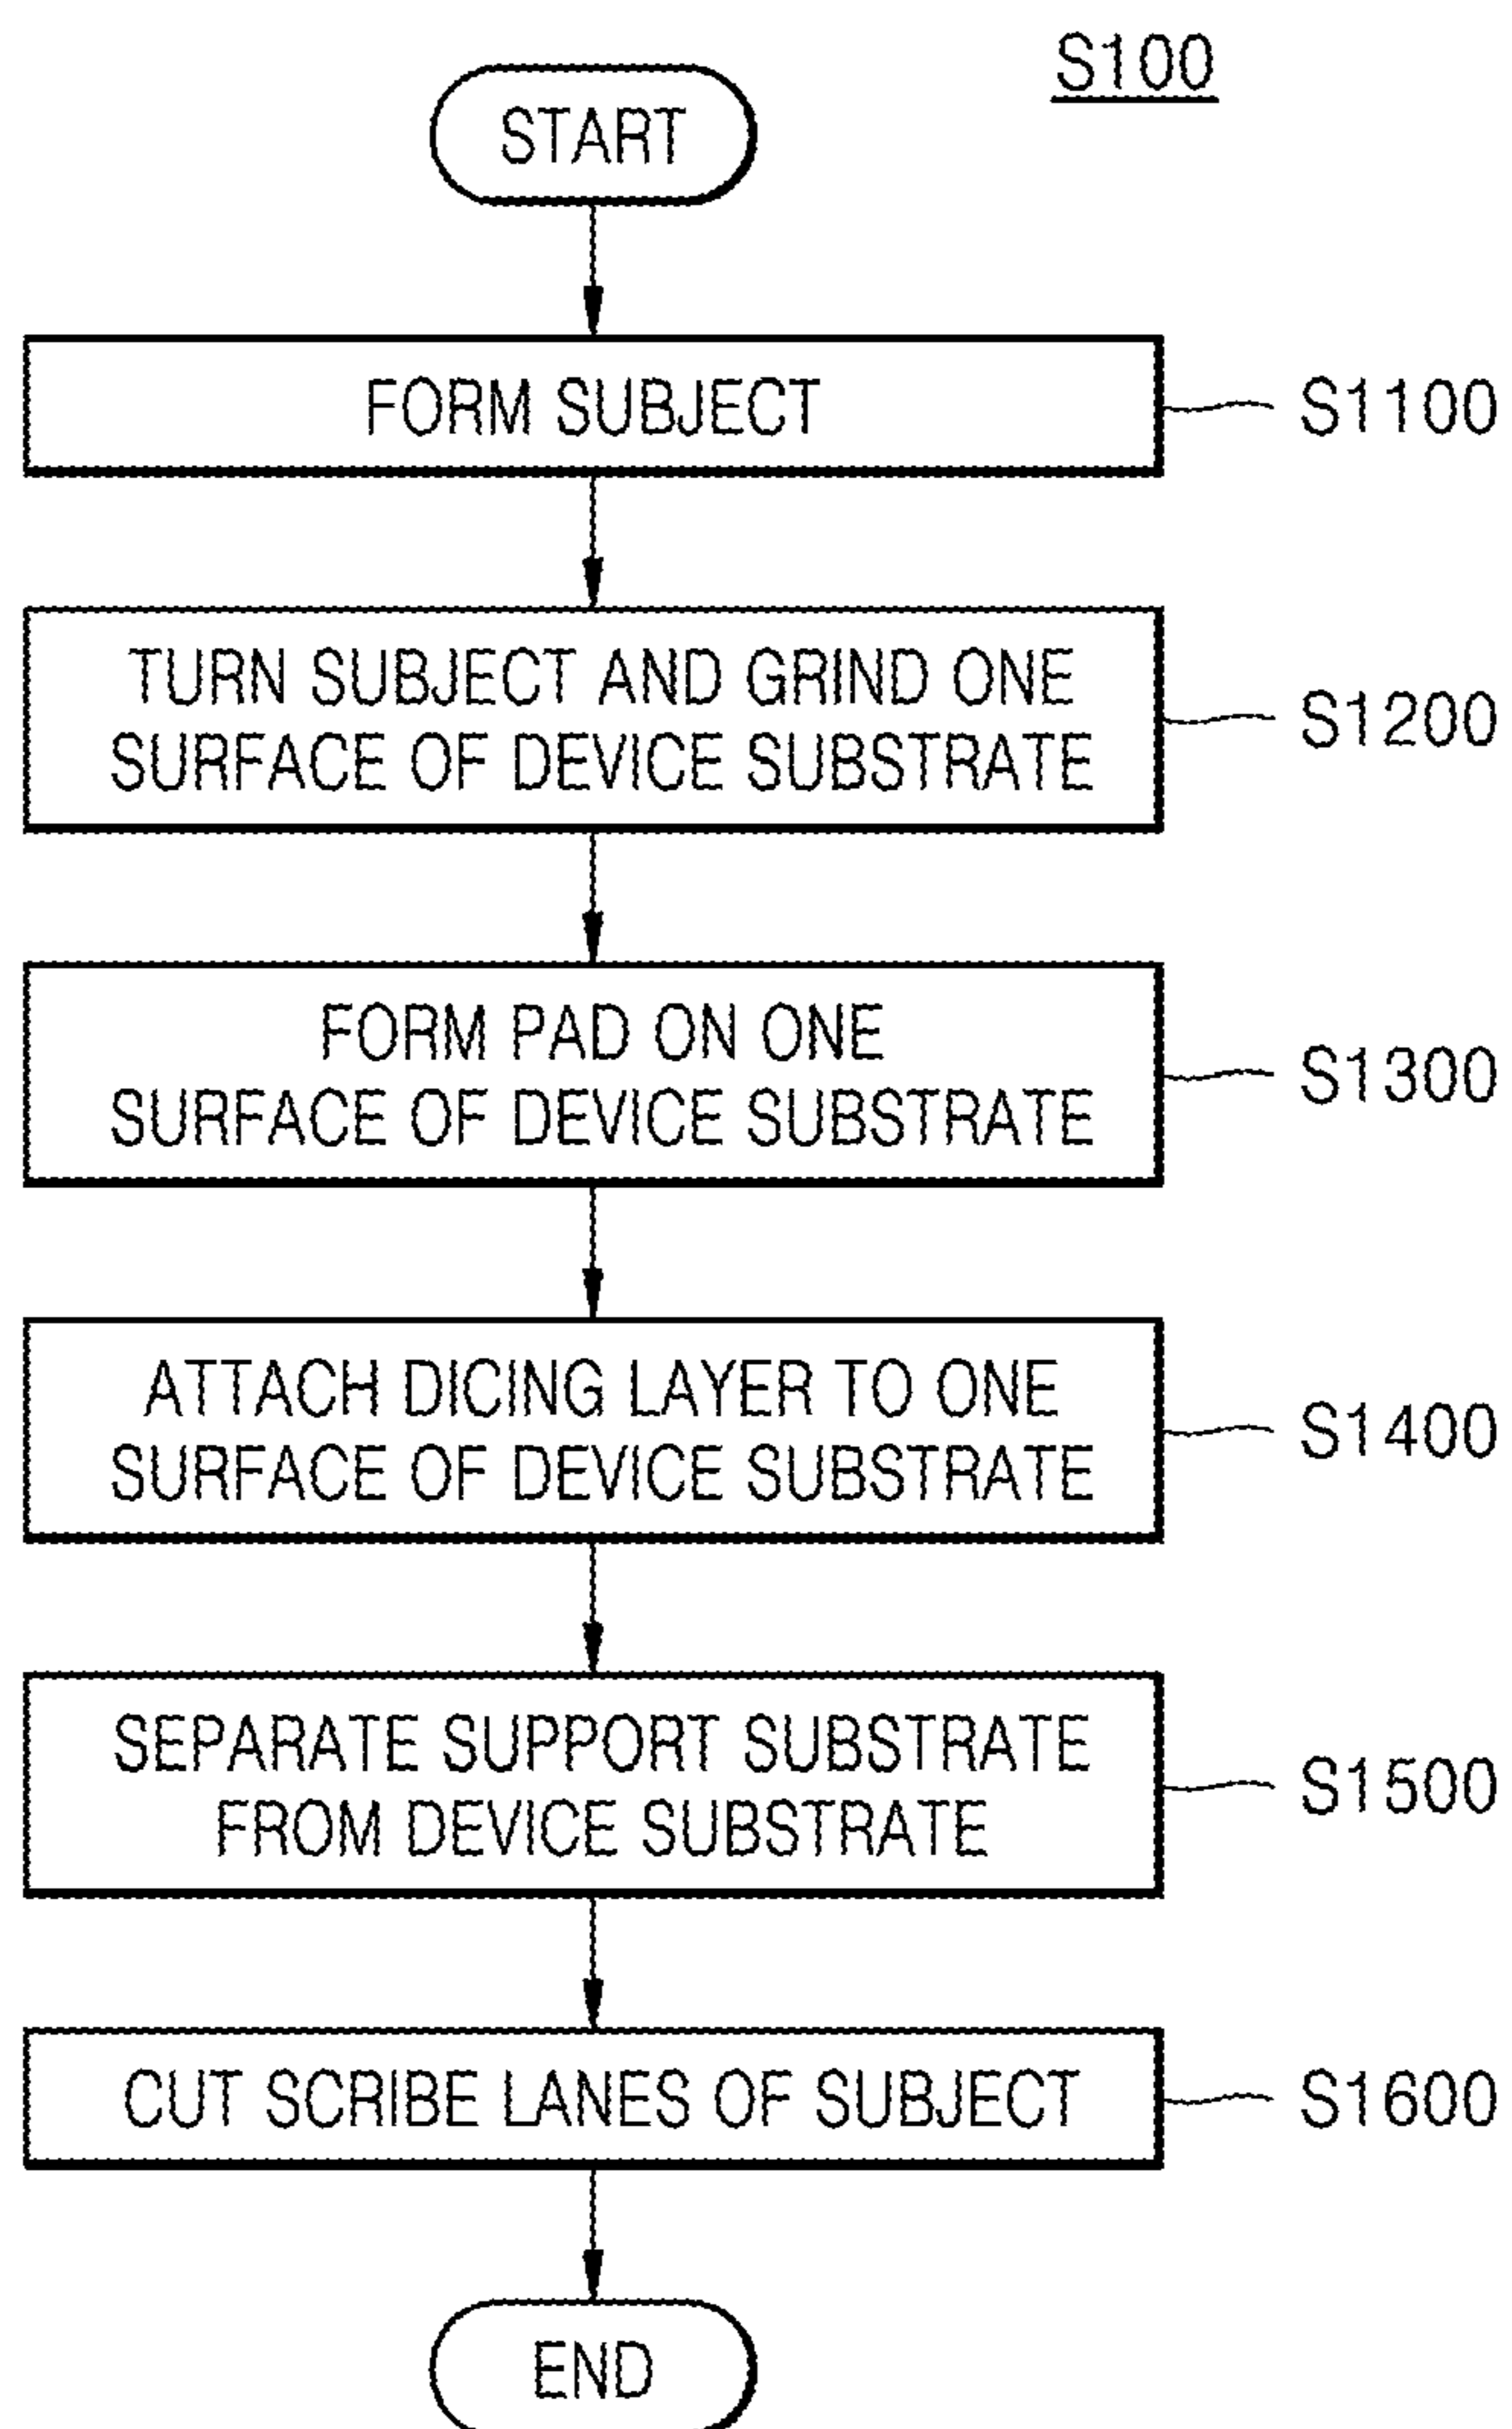 S100
START
FORM SUBJECT
S1100
TURN SUBJECT AND GRIND ONE
SURFACE OF DEVICE SUBSTRATE
S1200
FORM PAD ON ONE
SURFACE OF DEVICE SUBSTRATE
S1300
ATTACH DICING LAYER TO ONE
SURFACE OF DEVICE SUBSTRATE
S1400
SEPARATE SUPPORT SUBSTRATE
FROM DEVICE SUBSTRATE
S1500
CUT SCRIBE LANES OF SUBJECT
S1600
END